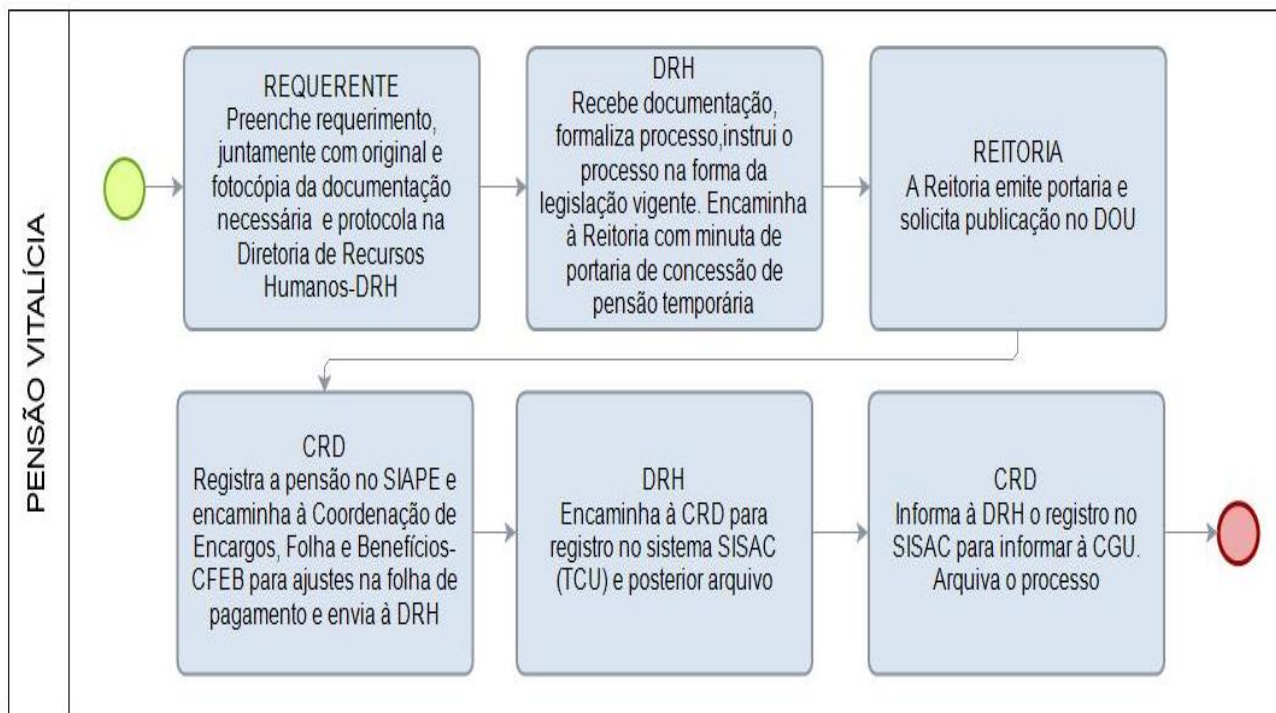 PENSÃO VITALÍCIA
REQUERENTE
Preenche requerimento,
juntamente com original e
fotocópia da documentação
necessária e protocola na
Diretoria de Recursos
Humanos-DRH
DRH
Recebe documentação,
formaliza processo,instrui o
processo na forma da
legislação vigente. Encaminha
à Reitoria com minuta de
portaria de concessão de
pensão temporária
REITORIA
A Reitoria emite portaria e
solicita publicação no DOU
CRD
Registra a pensão no SIAPE e
encaminha à Coordenação de
Encargos, Folha e Benefícios-
CFEB para ajustes na folha de
pagamento e envia à DRH
DRH
Encaminha à CRD para
registro no sistema SISAC
(TCU) e posterior arquivo
CRD
Informa à DRH o registro no
SISAC para informar à CGU.
Arquiva o processo